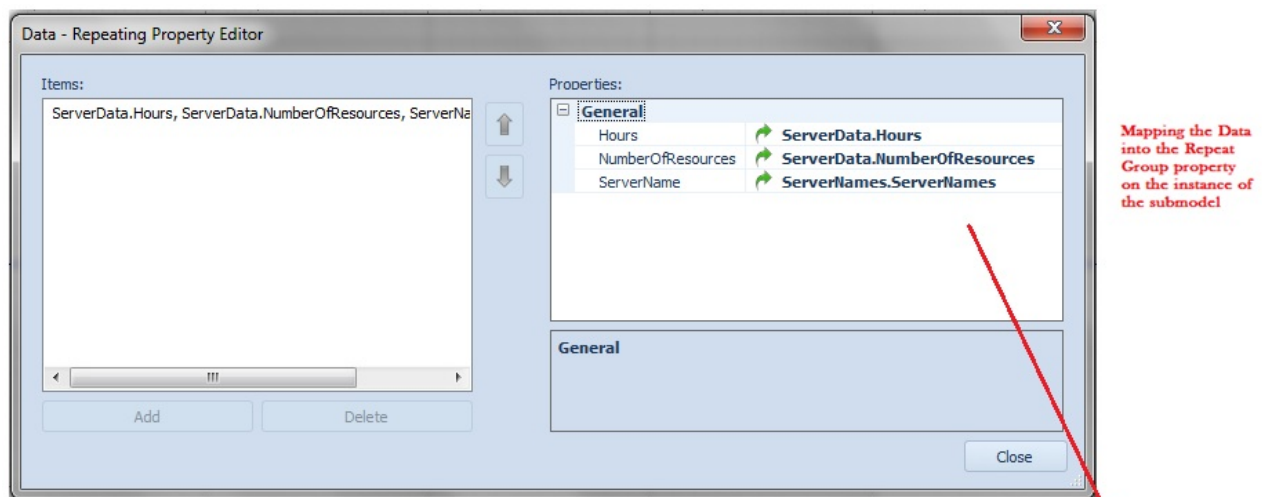 Data - Repeating Property Editor
Items:
ServerData.Hours, ServerData.NumberOfResources, ServerNa
Add
Delete
Properties:
General
Hours ServerData.Hours
NumberOfResources ServerData.NumberOfResources
ServerName ServerNames.ServerNames
General
Close
Mapping the Data
into the Repeat
Group property
on the instance of
the submodel